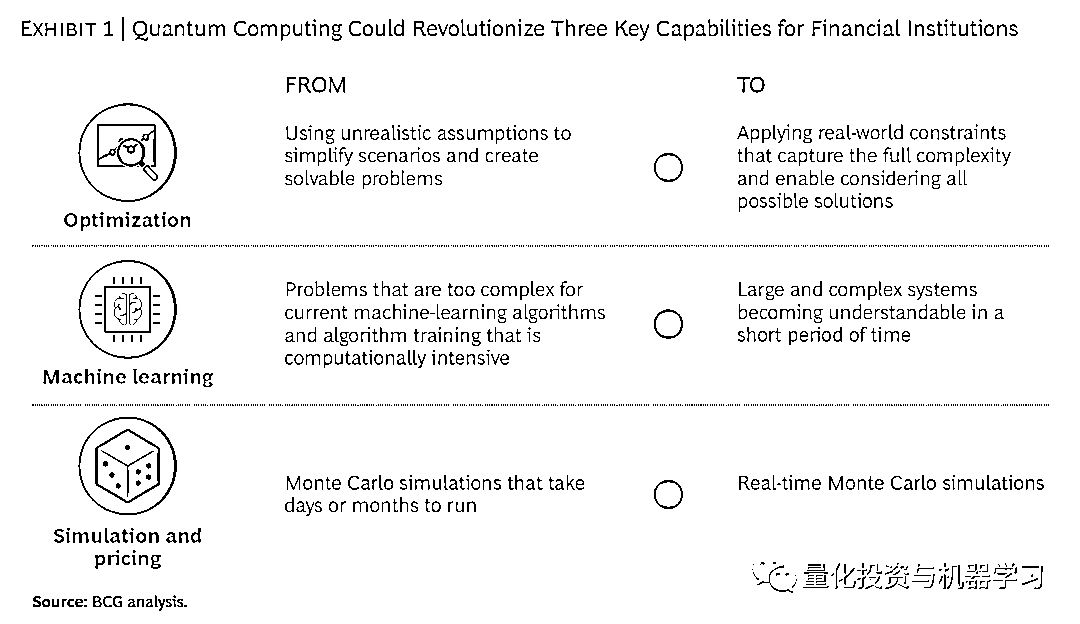 EXHIBIT 1 | Quantum Computing Could Revolutionize Three Key Capabilities for Financial Institutions
FROM
TO
Using unrealistic assumptions to
simplify scenarios and create
solvable problems
Applying real-world constraints
that capture the full complexity
and enable considering all
possible solutions
Optimization
Problems that are too complex for
current machine-learning algorithms
and algorithm training that is
computationally intensive
Large and complex systems
becoming understandable in a
short period of time
Machine learning
Monte Carlo simulations that take
days or months to run
Real-time Monte Carlo simulations
Simulation and
pricing
量化投资与机器学习
Source: BCG analysis.